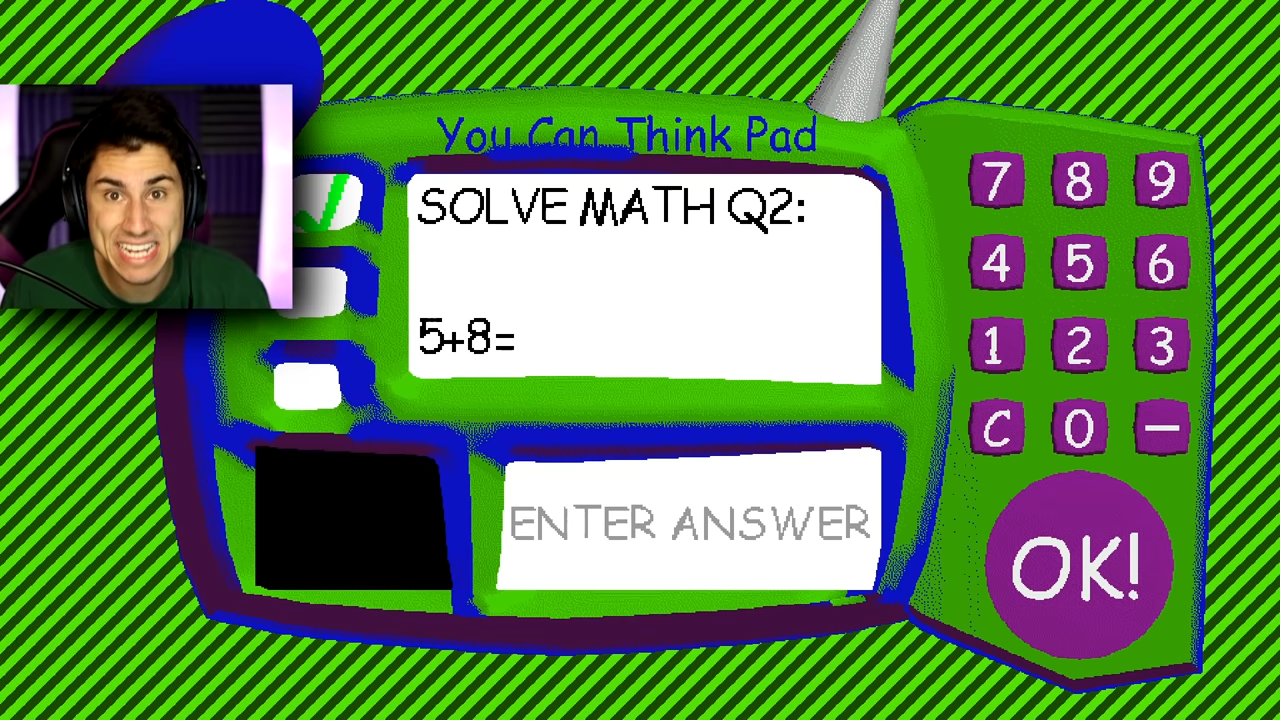 You Can Think Pad
SOLVE MATH Q2:
5+8=
ENTER ANSWER
7 8 9
4 5 6
1 2 3
C 0 –
OK!